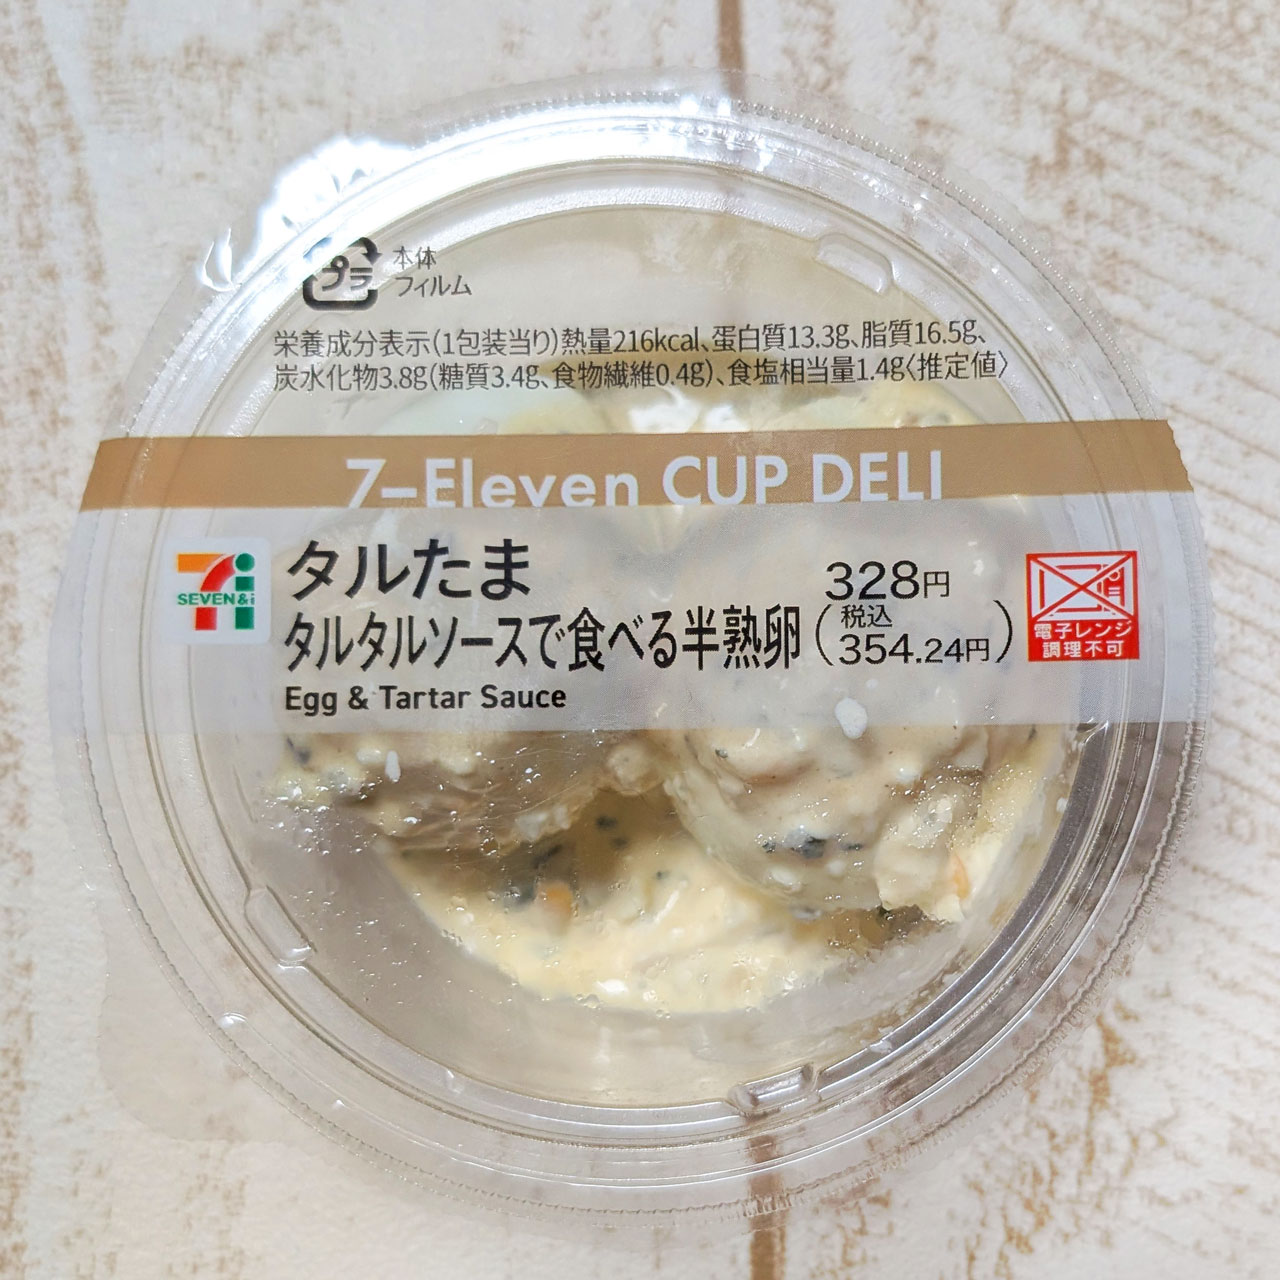 プラ
本体
フィルム
栄養成分表示(1包装当り)熱量216kcal、蛋白質13.3g、脂質16.5g、
炭水化物3.8g(糖質3.4g、食物繊維0.4g)、食塩相当量1.4g〈推定値〉
7-Eleven CUP DELI
SEVEN&i
タルたま
タルタルソースで食べる半熟卵
Egg & Tartar Sauce
328円
(税込
354.24円)
電子レンジ
調理不可